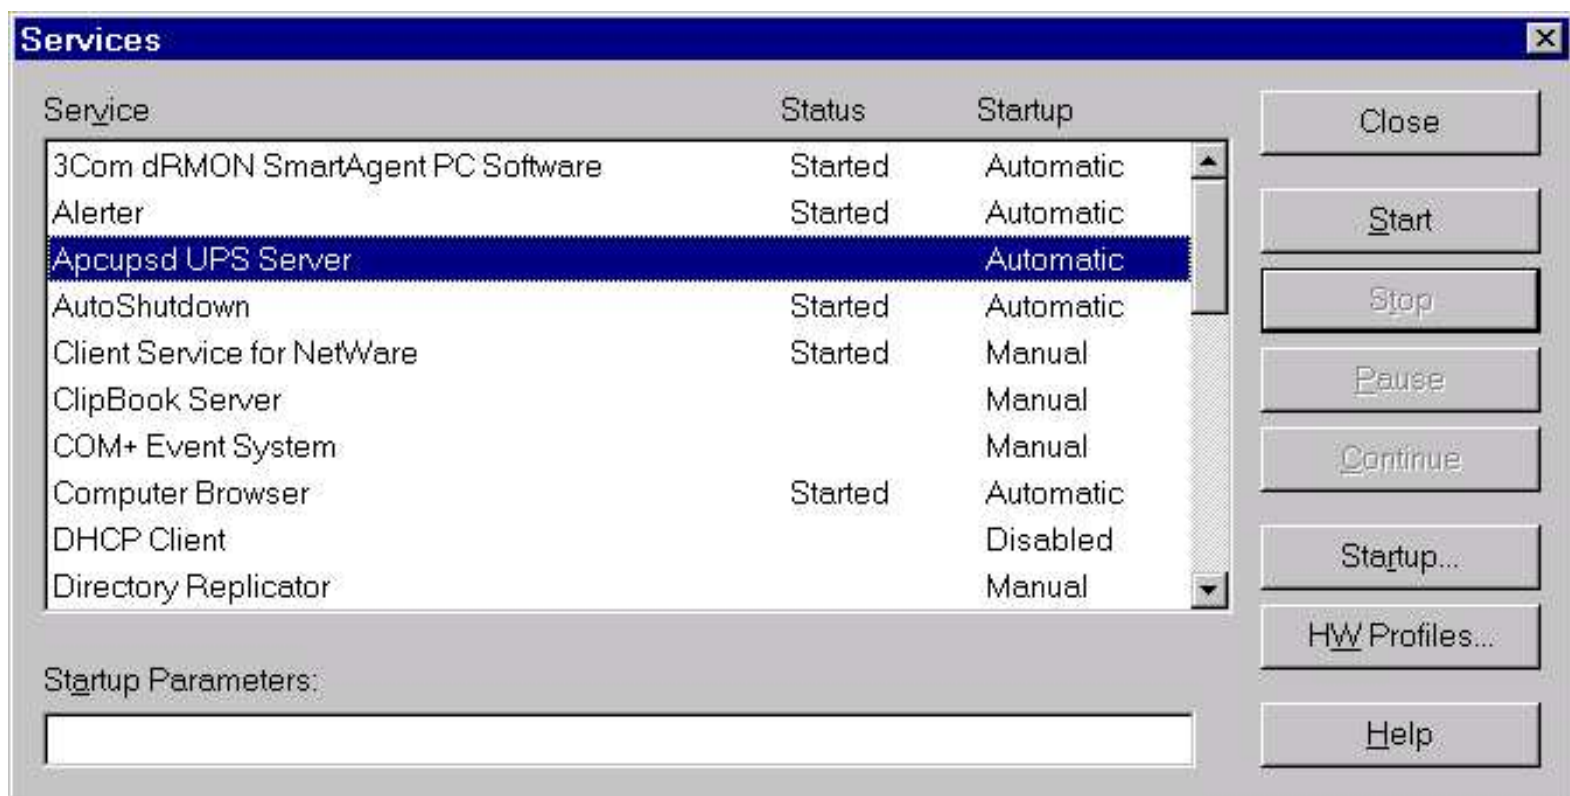 Services
Service Status Startup
Close
3Com dRMON SmartAgent PC Software Started Automatic
Alerter Started Automatic
Start
Apcupsd UPS Server Automatic
AutoShutdown Started Automatic
Stop
Client Service for NetWare Started Manual
ClipBook Server Manual
Pause
COM+ Event System Manual
Continue
Computer Browser Started Automatic
DHCP Client Disabled
Startup...
Directory Replicator Manual
HW Profiles...
Startup Parameters:
Help